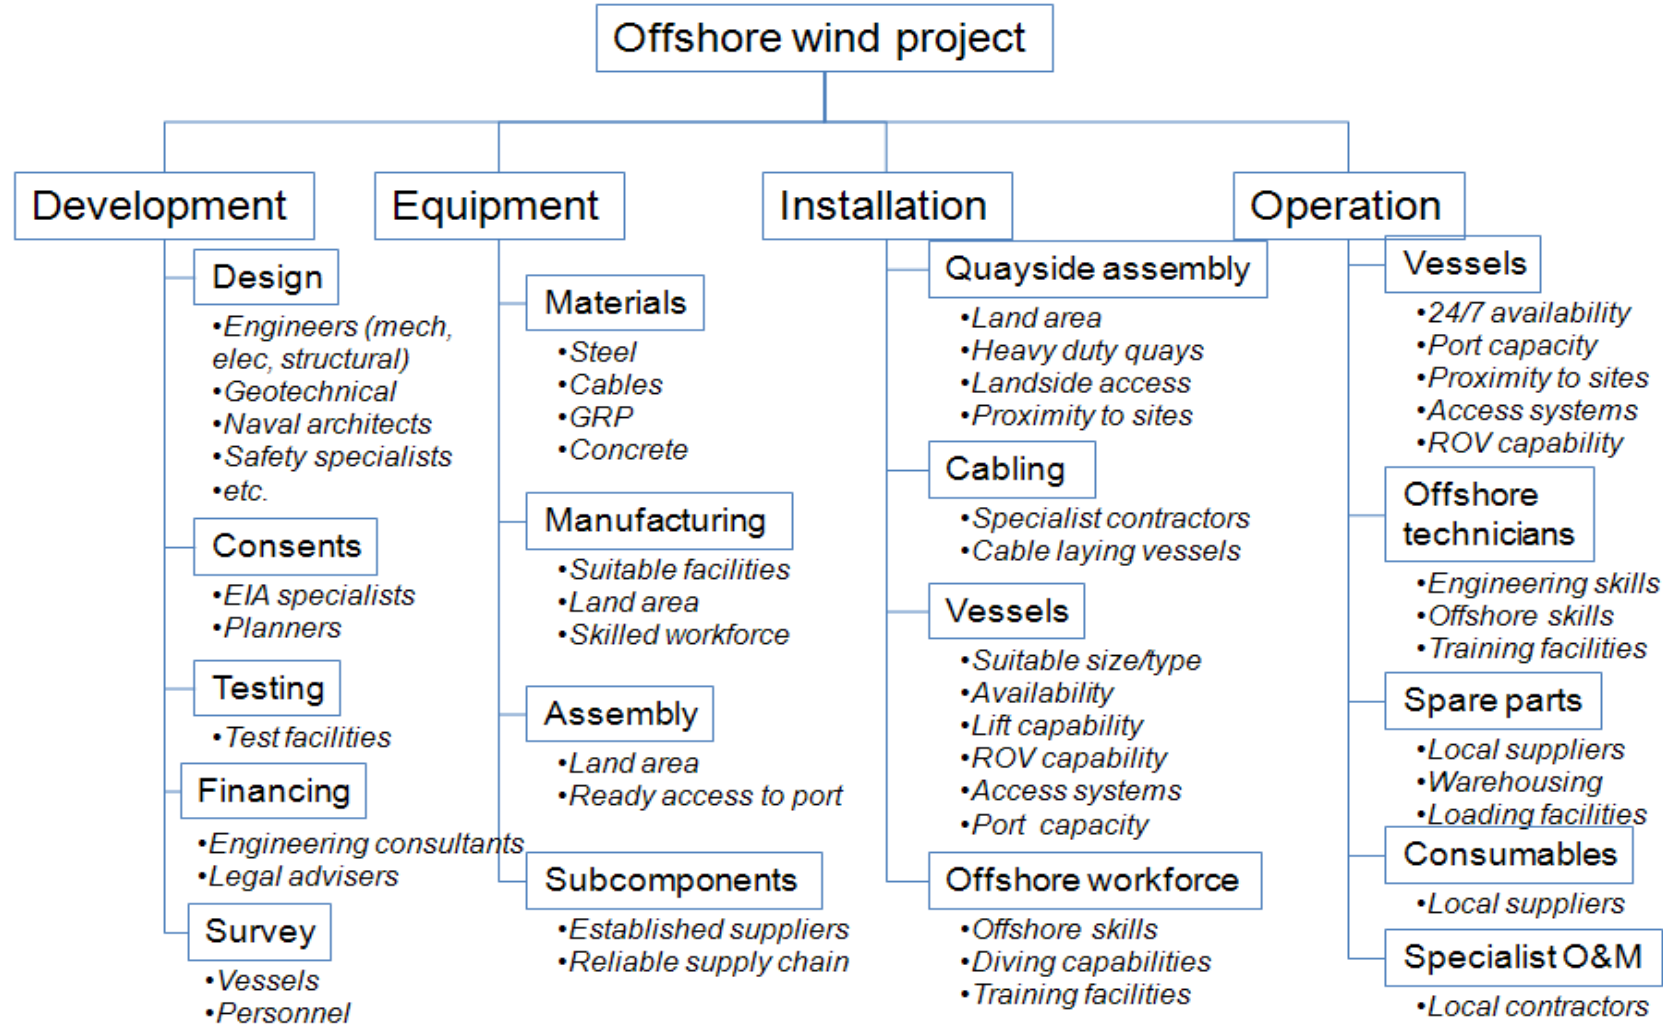 Offshore wind project
Development
Design
•Engineers (mech,
elec, structural)
•Geotechnical
•Naval architects
•Safety specialists
•etc.
Consents
•EIA specialists
•Planners
Testing
•Test facilities
Financing
•Engineering consultants
•Legal advisers
Survey
•Vessels
•Personnel
Equipment
Materials
•Steel
•Cables
•GRP
•Concrete
Manufacturing
•Suitable facilities
•Land area
•Skilled workforce
Assembly
•Land area
•Ready access to port
Subcomponents
•Established suppliers
•Reliable supply chain
Installation
Quayside assembly
•Land area
•Heavy duty quays
•Landside access
•Proximity to sites
Cabling
•Specialist contractors
•Cable laying vessels
Vessels
•Suitable size/type
•Availability
•Lift capability
•ROV capability
•Access systems
•Port capacity
Offshore workforce
•Offshore skills
•Diving capabilities
•Training facilities
Operation
Vessels
•24/7 availability
•Port capacity
•Proximity to sites
•Access systems
•ROV capability
Offshore
technicians
•Engineering skills
•Offshore skills
•Training facilities
Spare parts
•Local suppliers
•Warehousing
•Loading facilities
Consumables
•Local suppliers
Specialist O&M
•Local contractors